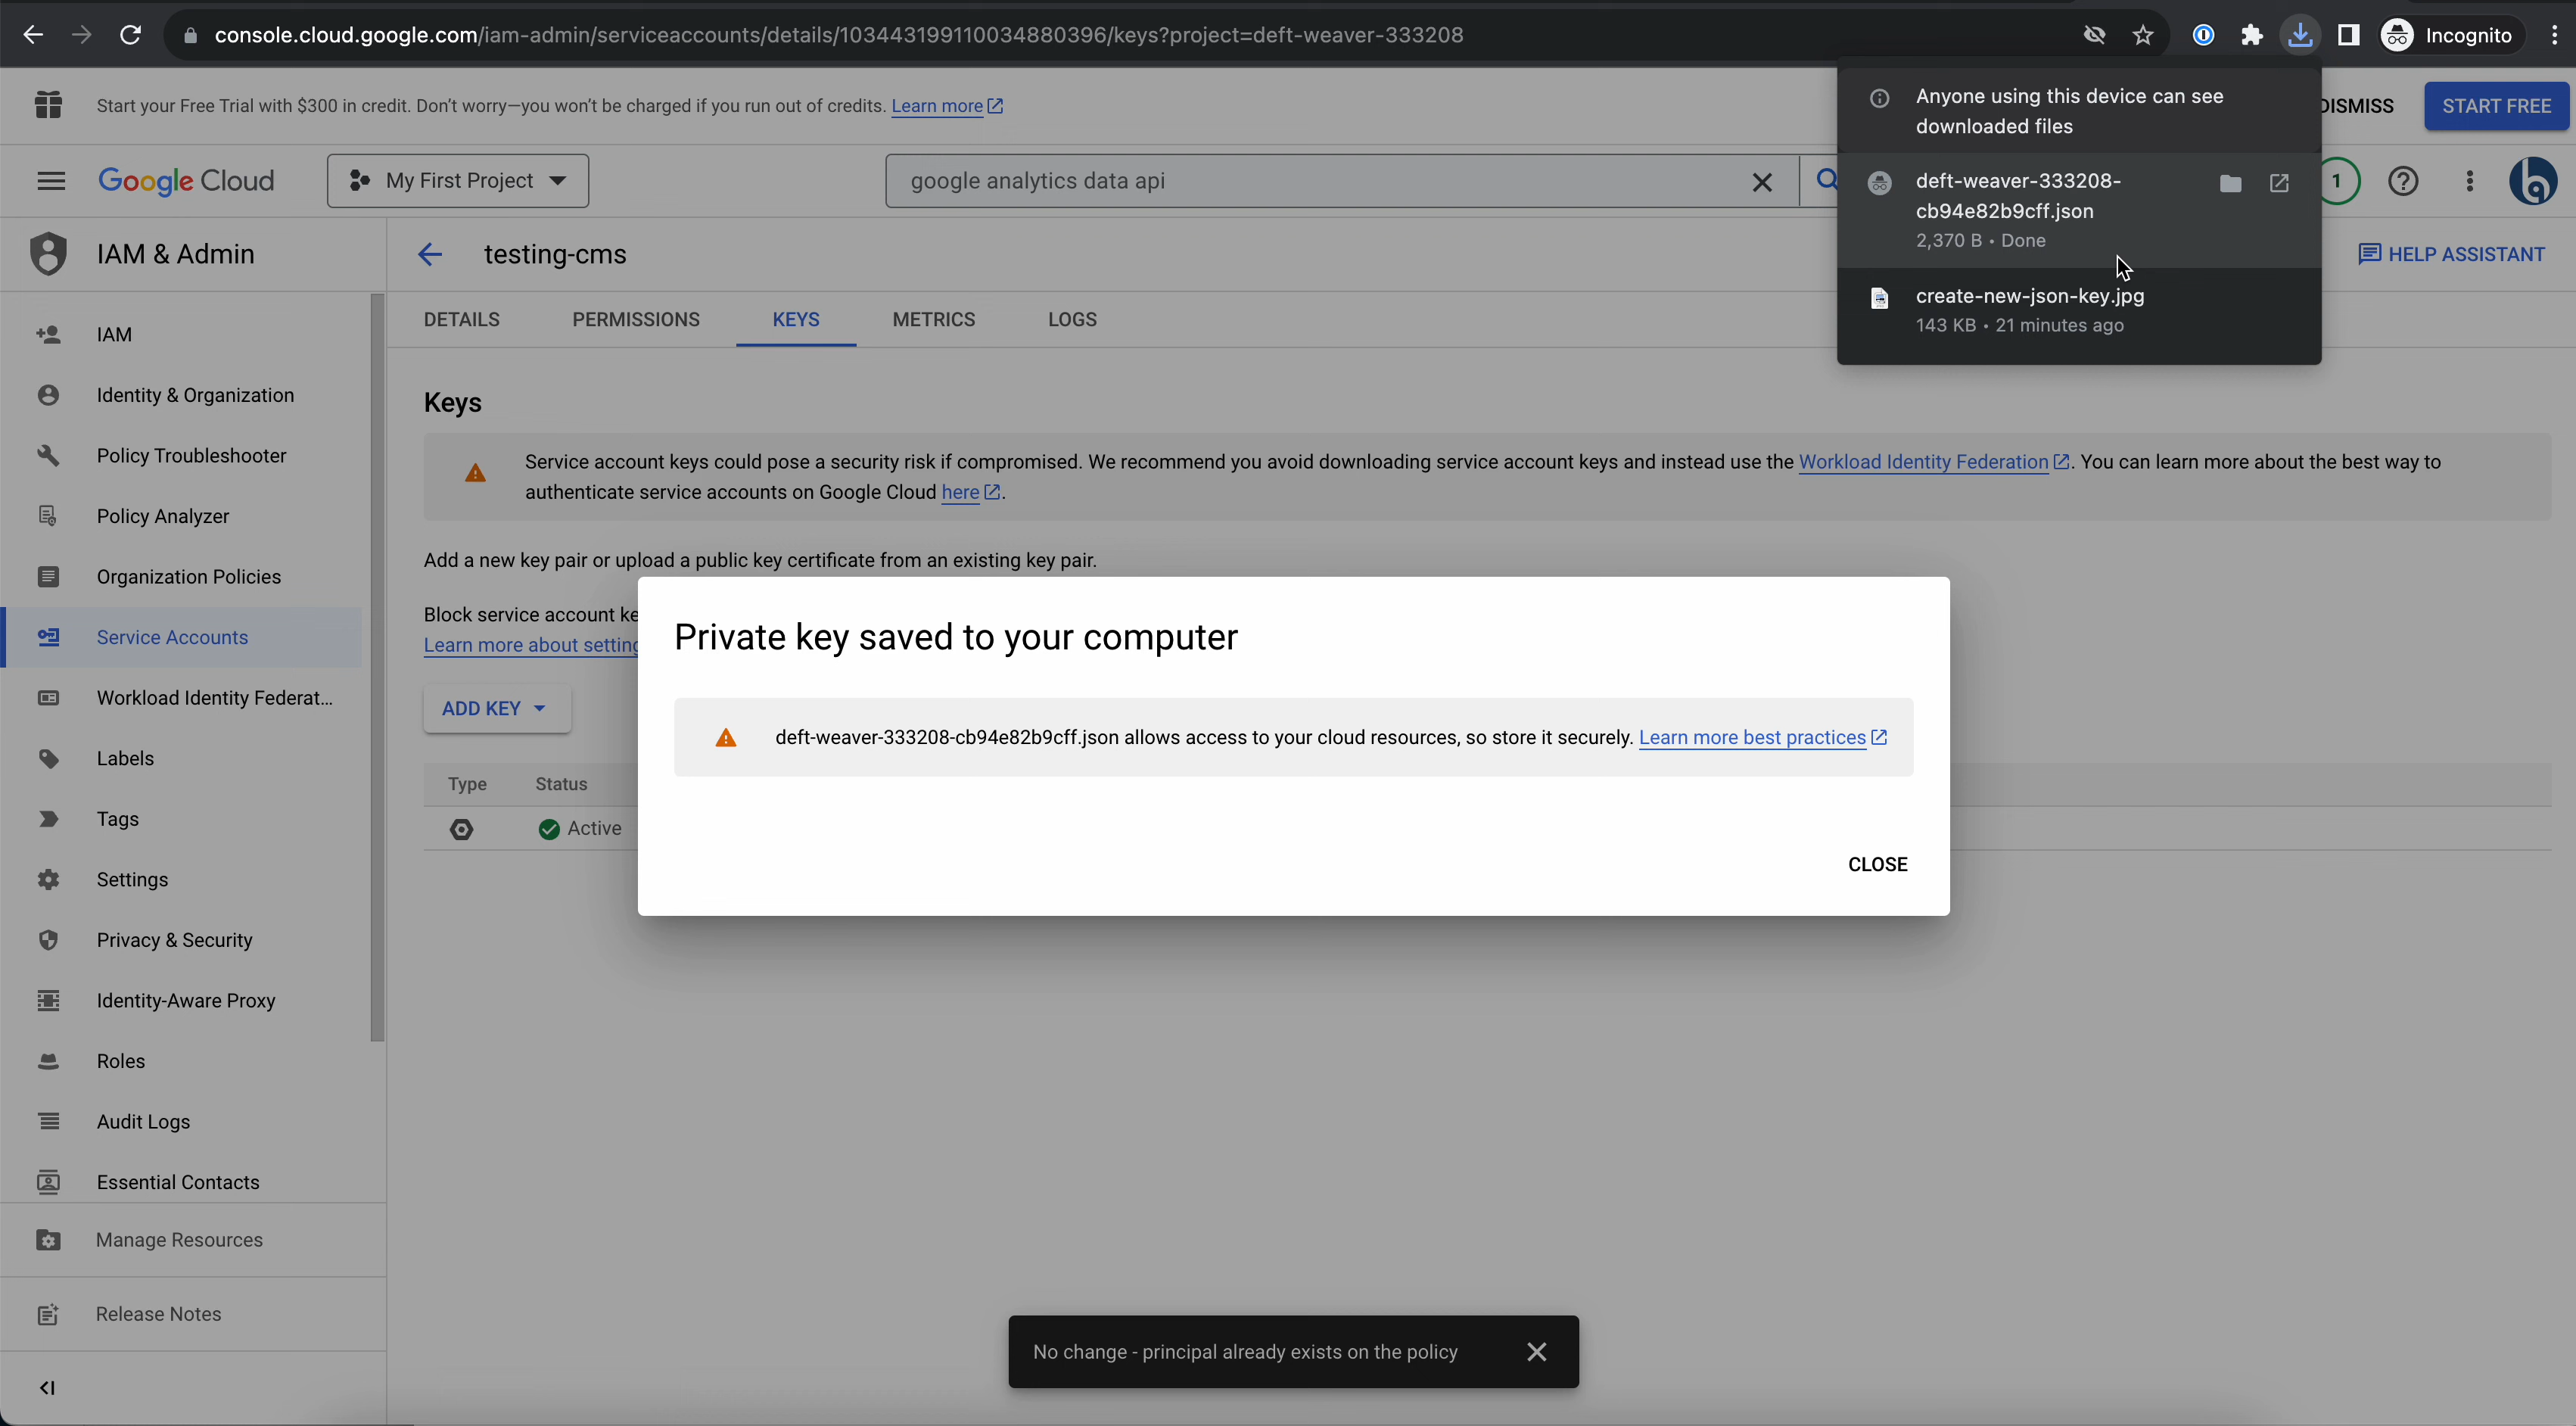 console.cloud.google.com/iam-admin/serviceaccounts/details/103443199110034880396/keys?project=deft-weaver-333208
Incognito
Start your Free Trial with $300 in credit. Don't worry—you won't be charged if you run out of credits. Learn more
DISMISS
START FREE
Anyone using this device can see
downloaded files
deft-weaver-333208-
cb94e82b9cff.json
2,370 B • Done
create-new-json-key.jpg
143 KB • 21 minutes ago
Google Cloud
My First Project
google analytics data api
1
IAM & Admin
testing-cms
HELP ASSISTANT
IAM
Identity & Organization
Policy Troubleshooter
Policy Analyzer
Organization Policies
Service Accounts
Workload Identity Federat...
Labels
Tags
Settings
Privacy & Security
Identity-Aware Proxy
Roles
Audit Logs
Essential Contacts
Manage Resources
Release Notes
DETAILS
PERMISSIONS
KEYS
METRICS
LOGS
Keys
Service account keys could pose a security risk if compromised. We recommend you avoid downloading service account keys and instead use the Workload Identity Federation. You can learn more about the best way to
authenticate service accounts on Google Cloud here.
Add a new key pair or upload a public key certificate from an existing key pair.
Block service account ke
Learn more about setting
ADD KEY
Type Status
Active
Private key saved to your computer
deft-weaver-333208-cb94e82b9cff.json allows access to your cloud resources, so store it securely. Learn more best practices
CLOSE
No change - principal already exists on the policy